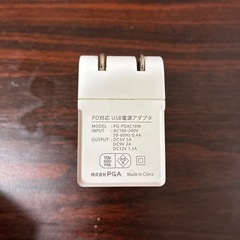 PD対応 USB電源アダプタ
MODEL : PG-PDAC18W
INPUT : AC100-240V
50-60Hz 0.4A
OUTPUT : DC5V 3A
DC9V 2A
DC12V 1.5A
株式会社PGA Made in China